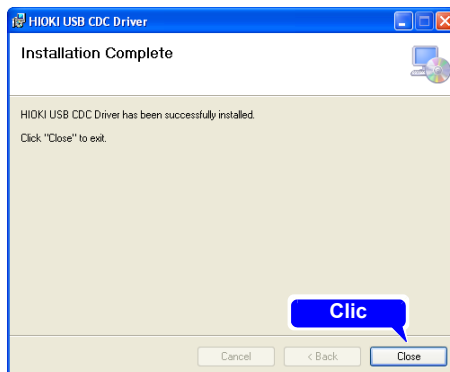 HIOKI USB CDC Driver
Installation Complete
HIOKI USB CDC Driver has been successfully installed.
Click "Close" to exit.
Clic
Cancel
< Back
Close